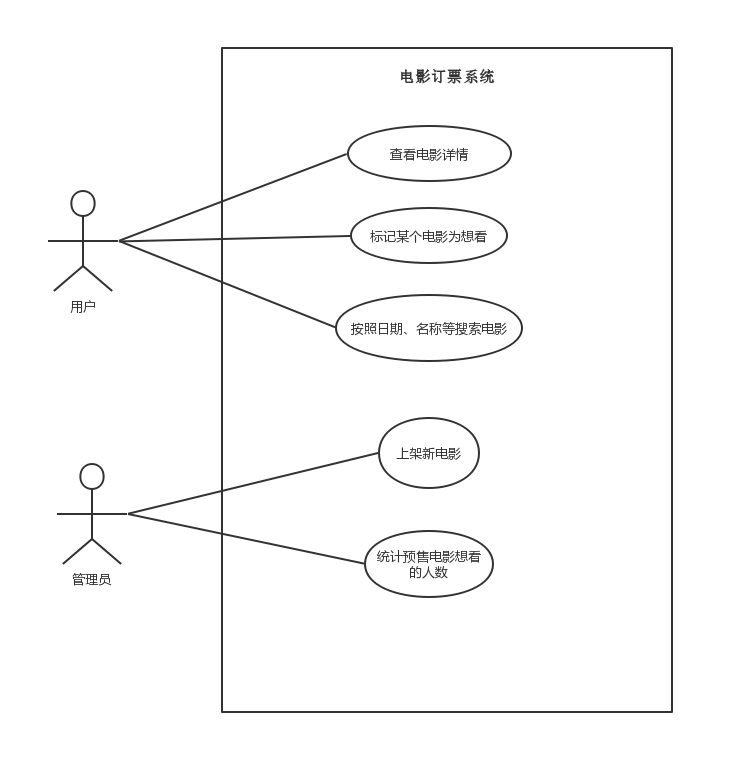 电影订票系统
查看电影详情
标记某个电影为想看
用户
按照日期、名称等搜索电影
上架新电影
管理员
统计预售电影想看
的人数